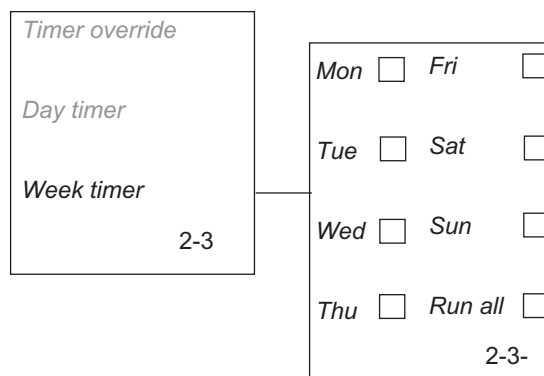 Timer override
Day timer
Week timer
2-3
Mon Fri
Tue Sat
Wed Sun
Thu Run all
2-3-